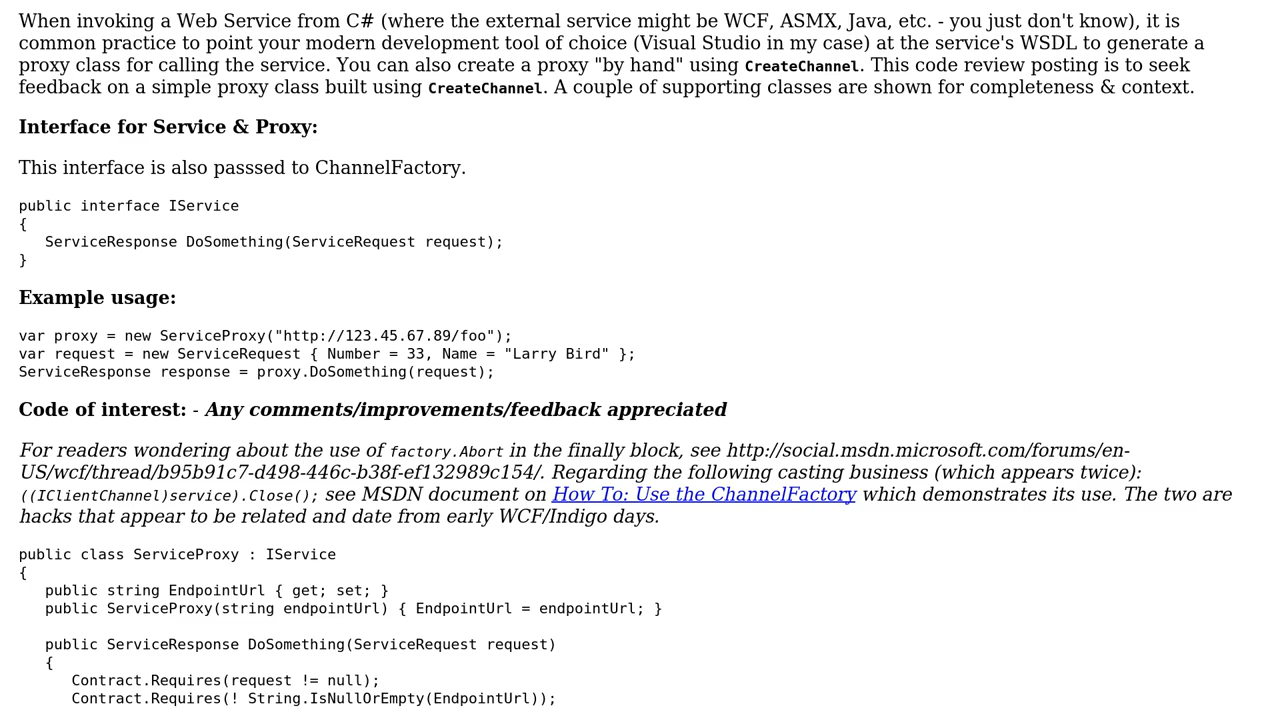 When invoking a Web Service from C# (where the external service might be WCF, ASMX, Java, etc. - you just don't know), it is
common practice to point your modern development tool of choice (Visual Studio in my case) at the service's WSDL to generate a
proxy class for calling the service. You can also create a proxy "by hand" using CreateChannel. This code review posting is to seek
feedback on a simple proxy class built using CreateChannel. A couple of supporting classes are shown for completeness & context.
Interface for Service & Proxy:
This interface is also passsed to ChannelFactory.
public interface IService
{
   ServiceResponse DoSomething(ServiceRequest request);
}
Example usage:
var proxy = new ServiceProxy("http://123.45.67.89/foo");
var request = new ServiceRequest { Number = 33, Name = "Larry Bird" };
ServiceResponse response = proxy.DoSomething(request);
Code of interest: - Any comments/improvements/feedback appreciated
For readers wondering about the use of factory.Abort in the finally block, see http://social.msdn.microsoft.com/forums/en-
US/wcf/thread/b95b91c7-d498-446c-b38f-ef132989c154/. Regarding the following casting business (which appears twice):
((IClientChannel)service).Close(); see MSDN document on How To: Use the ChannelFactory which demonstrates its use. The two are
hacks that appear to be related and date from early WCF/Indigo days.
public class ServiceProxy : IService
{
   public string EndpointUrl { get; set; }
   public ServiceProxy(string endpointUrl) { EndpointUrl = endpointUrl; }
   public ServiceResponse DoSomething(ServiceRequest request)
   {
      Contract.Requires(request != null);
      Contract.Requires(! String.IsNullOrEmpty(EndpointUrl));